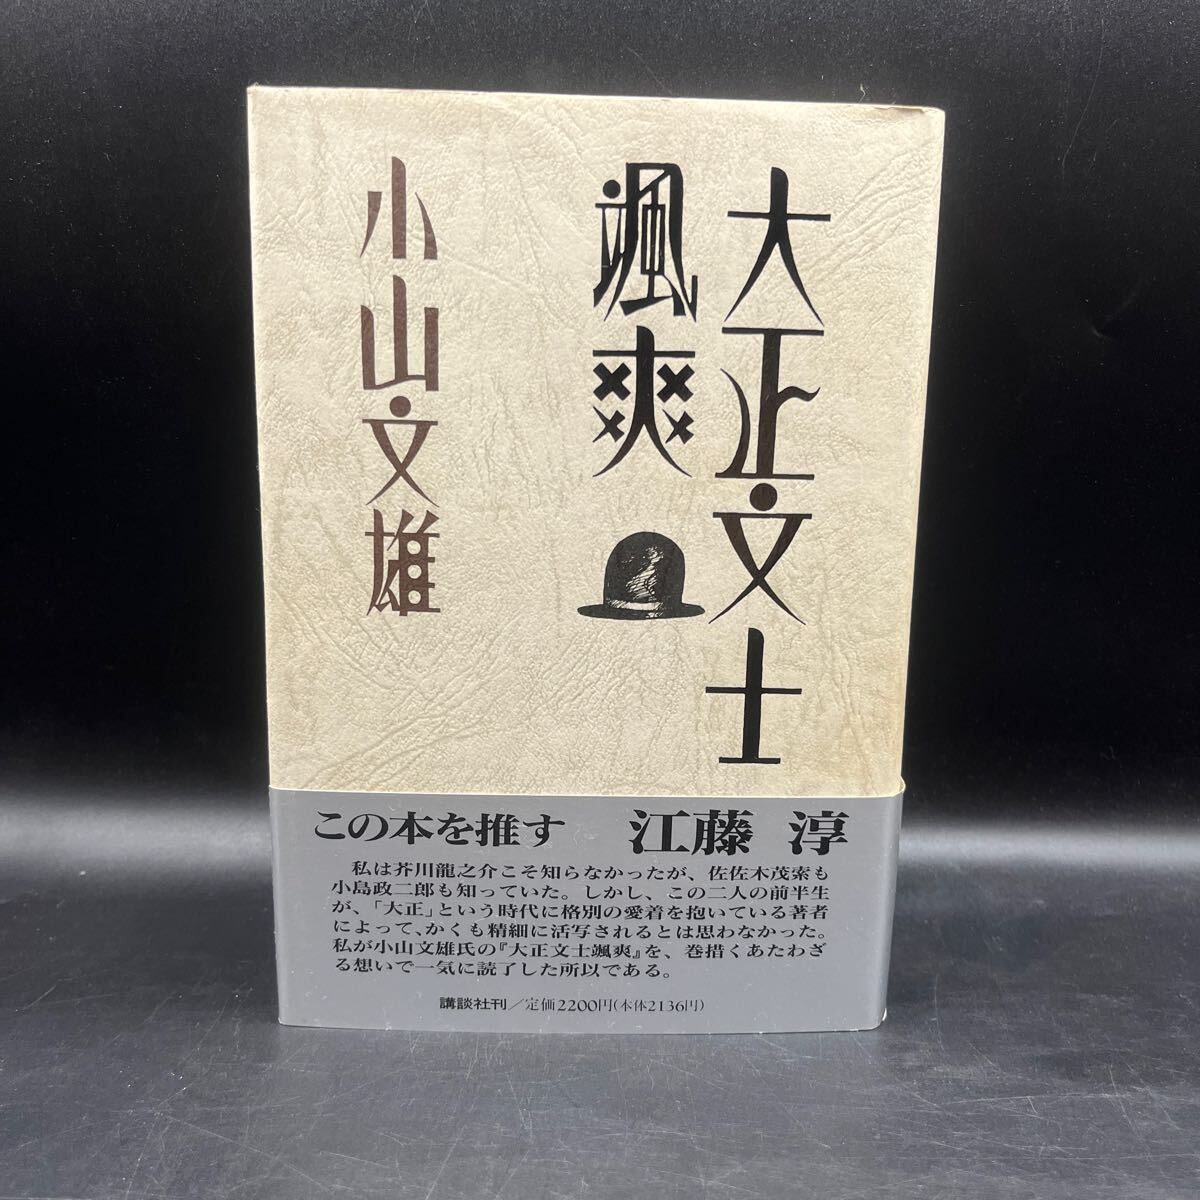 大正文士
颯爽
小山文雄
この本を推す 江藤 淳
私は芥川龍之介こそ知らなかったが、佐佐木茂索も
小島政二郎も知っていた。しかし、この二人の前半生
が、「大正」という時代に格別の愛着を抱いている著者
によって、かくも精細に活写されるとは思わなかった。
私が小山文雄氏の『大正文士颯爽』を、巻措くあたわざ
る想いで一気に読了した所以である。
講談社刊/定価2200円(本体2136円)